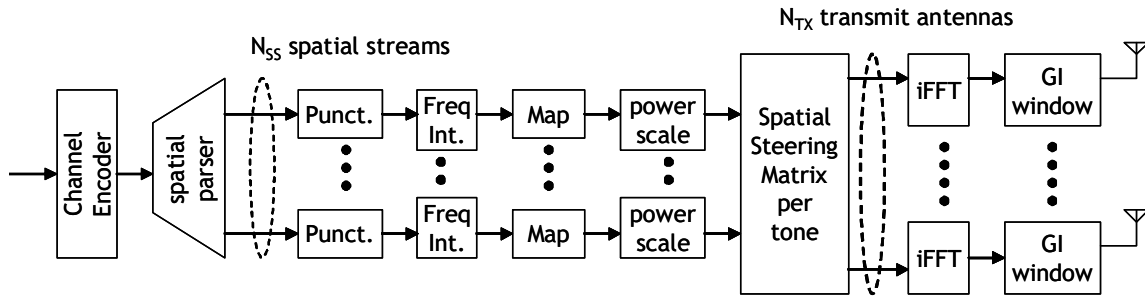 N_SS spatial streams
N_TX transmit antennas
Channel
Encoder
spatial
parser
Punct.
Freq
Int.
Map
power
scale
Spatial
Steering
Matrix
per
tone
iFFT
GI
window
Punct.
Freq
Int.
Map
power
scale
iFFT
GI
window